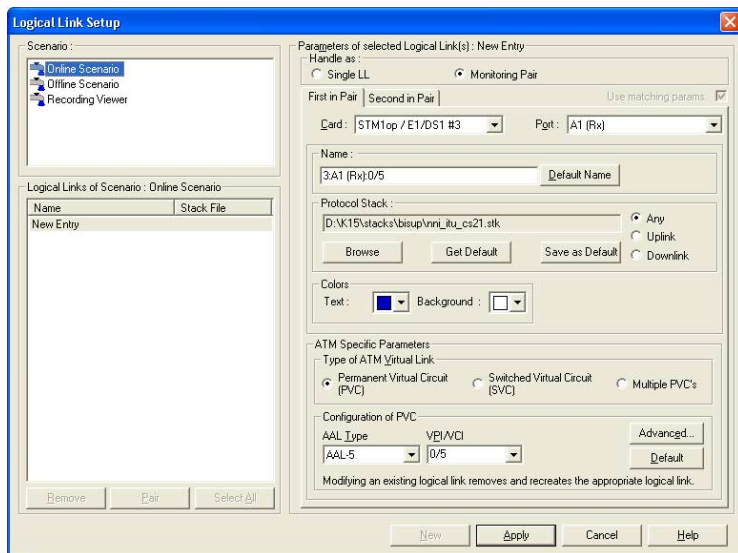 Logical Link Setup
Scenario :
Online Scenario
Offline Scenario
Recording Viewer
Logical Links of Scenario : Online Scenario
Name Stack File
New Entry
Remove Pair Select All
Parameters of selected Logical Link(s) : New Entry
Handle as :
Single LL Monitoring Pair
First in Pair Second in Pair Use matching params.
Card : STM1op / E1/DS1 #3 Port : A1 (Rx)
Name :
3:A1 (Rx):0/5 Default Name
Protocol Stack :
D:\K15\stacks\bisup\nni_itu_cs21.stk
Any
Uplink
Downlink
Browse Get Default Save as Default
Colors
Text : Background :
ATM Specific Parameters
Type of ATM Virtual Link
Permanent Virtual Circuit (PVC)
Switched Virtual Circuit (SVC)
Multiple PVC's
Configuration of PVC
AAL Type VPI/VCI Advanced...
AAL-5 0/5 Default
Modifying an existing logical link removes and recreates the appropriate logical link.
New Apply Cancel Help